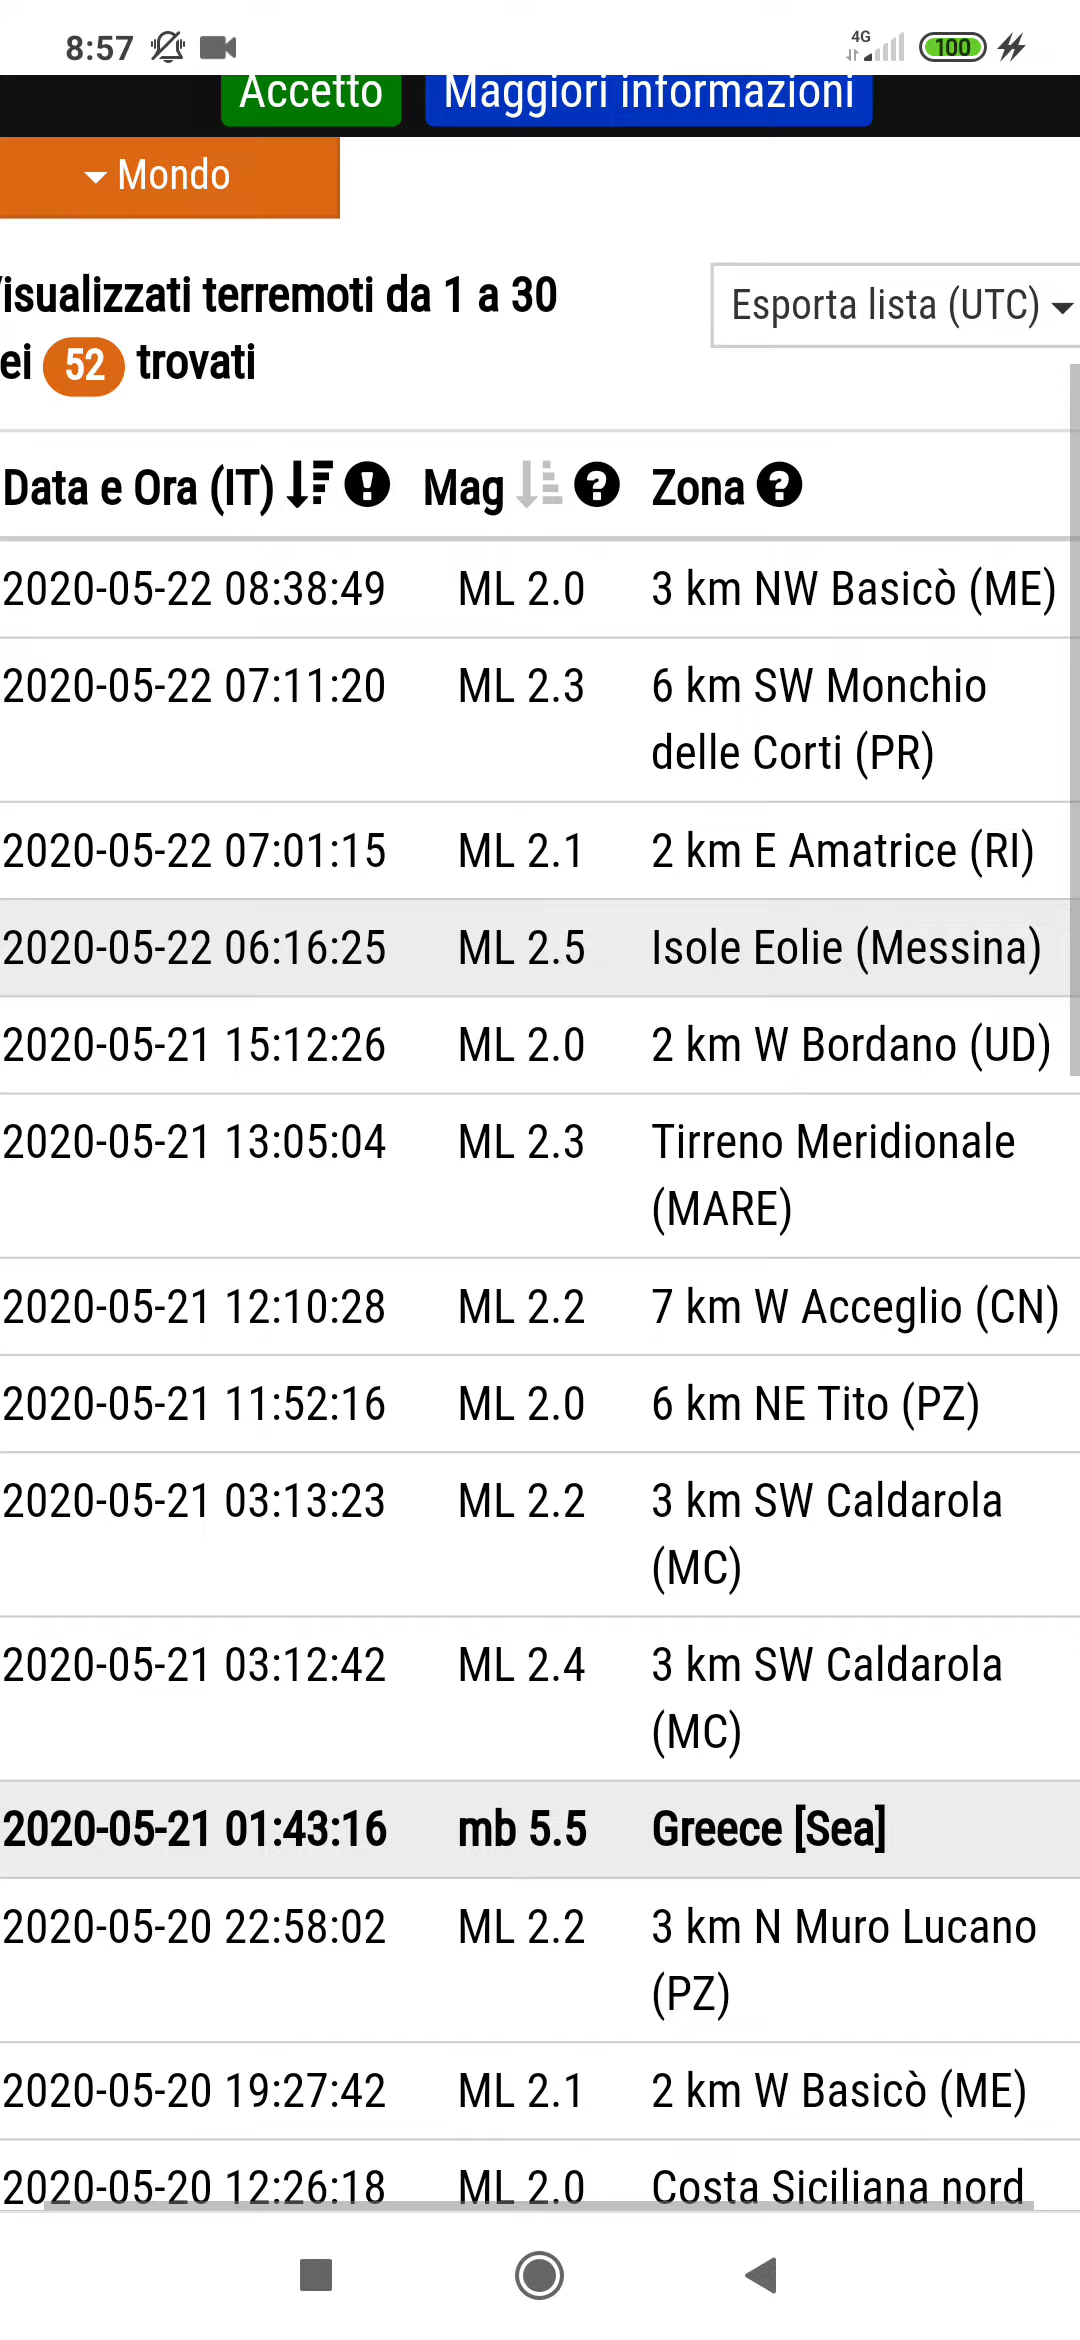 8:57 4G 100
Accetto Maggiori informazioni
Mondo
isualizzati terremoti da 1 a 30
ei 52 trovati
Esporta lista (UTC)
Data e Ora (IT) Mag Zona
2020-05-22 08:38:49 ML 2.0 3 km NW Basicò (ME)
2020-05-22 07:11:20 ML 2.3 6 km SW Monchio
delle Corti (PR)
2020-05-22 07:01:15 ML 2.1 2 km E Amatrice (RI)
2020-05-22 06:16:25 ML 2.5 Isole Eolie (Messina)
2020-05-21 15:12:26 ML 2.0 2 km W Bordano (UD)
2020-05-21 13:05:04 ML 2.3 Tirreno Meridionale
(MARE)
2020-05-21 12:10:28 ML 2.2 7 km W Acceglio (CN)
2020-05-21 11:52:16 ML 2.0 6 km NE Tito (PZ)
2020-05-21 03:13:23 ML 2.2 3 km SW Caldarola
(MC)
2020-05-21 03:12:42 ML 2.4 3 km SW Caldarola
(MC)
2020-05-21 01:43:16 mb 5.5 Greece [Sea]
2020-05-20 22:58:02 ML 2.2 3 km N Muro Lucano
(PZ)
2020-05-20 19:27:42 ML 2.1 2 km W Basicò (ME)
2020-05-20 12:26:18 ML 2.0 Costa Siciliana nord